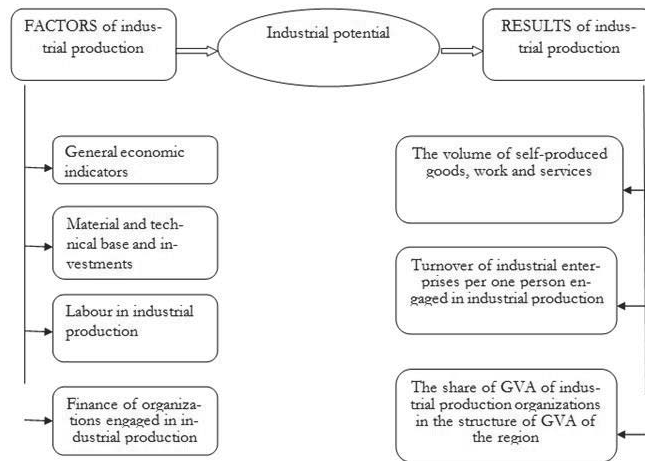 FACTORS of indus-
trial production
Industrial potential
RESULTS of indus-
trial production
General economic
indicators
Material and tech-
nical base and in-
vestments
Labour in industrial
production
Finance of organiza-
tions engaged in in-
dustrial production
The volume of self-produced
goods, work and services
Turnover of industrial enter-
prises per one person en-
gaged in industrial production
The share of GVA of indus-
trial production organizations
in the structure of GVA of
the region